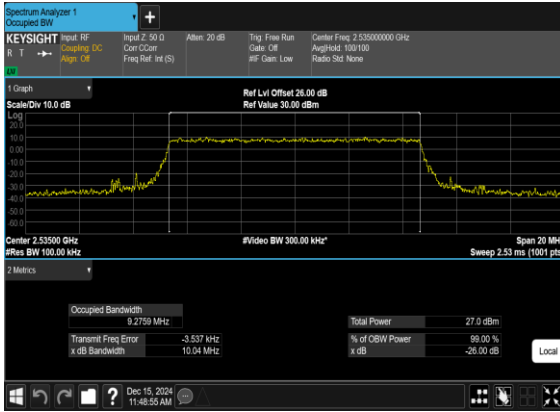 Spectrum Analyzer 1
Occupied BW
+
KEYSIGHT
R T
LV
Input: RF
Coupling: DC
Align: Off
Input Z: 50 Ω
Corr CCorr
Freq Ref: Int (S)
Atten: 20 dB
Trig: Free Run
Gate: Off
#IF Gain: Low
Center Freq: 2.535000000 GHz
Avg|Hold: 100/100
Radio Std: None
1 Graph
Scale/Div 10.0 dB
Ref Lvl Offset 26.00 dB
Ref Value 30.00 dBm
Log
20.0
10.0
0.00
-10.0
-20.0
-30.0
-40.0
-50.0
-60.0
Center 2.53500 GHz
#Res BW 100.00 kHz
#Video BW 300.00 kHz*
Span 20 MH
Sweep 2.53 ms (1001 pts
2 Metrics
Occupied Bandwidth
9.2759 MHz
Transmit Freq Error -3.537 kHz
x dB Bandwidth 10.04 MHz
Total Power 27.0 dBm
% of OBW Power 99.00 %
x dB -26.00 dB
Local
?
Dec 15, 2024
11:48:55 AM